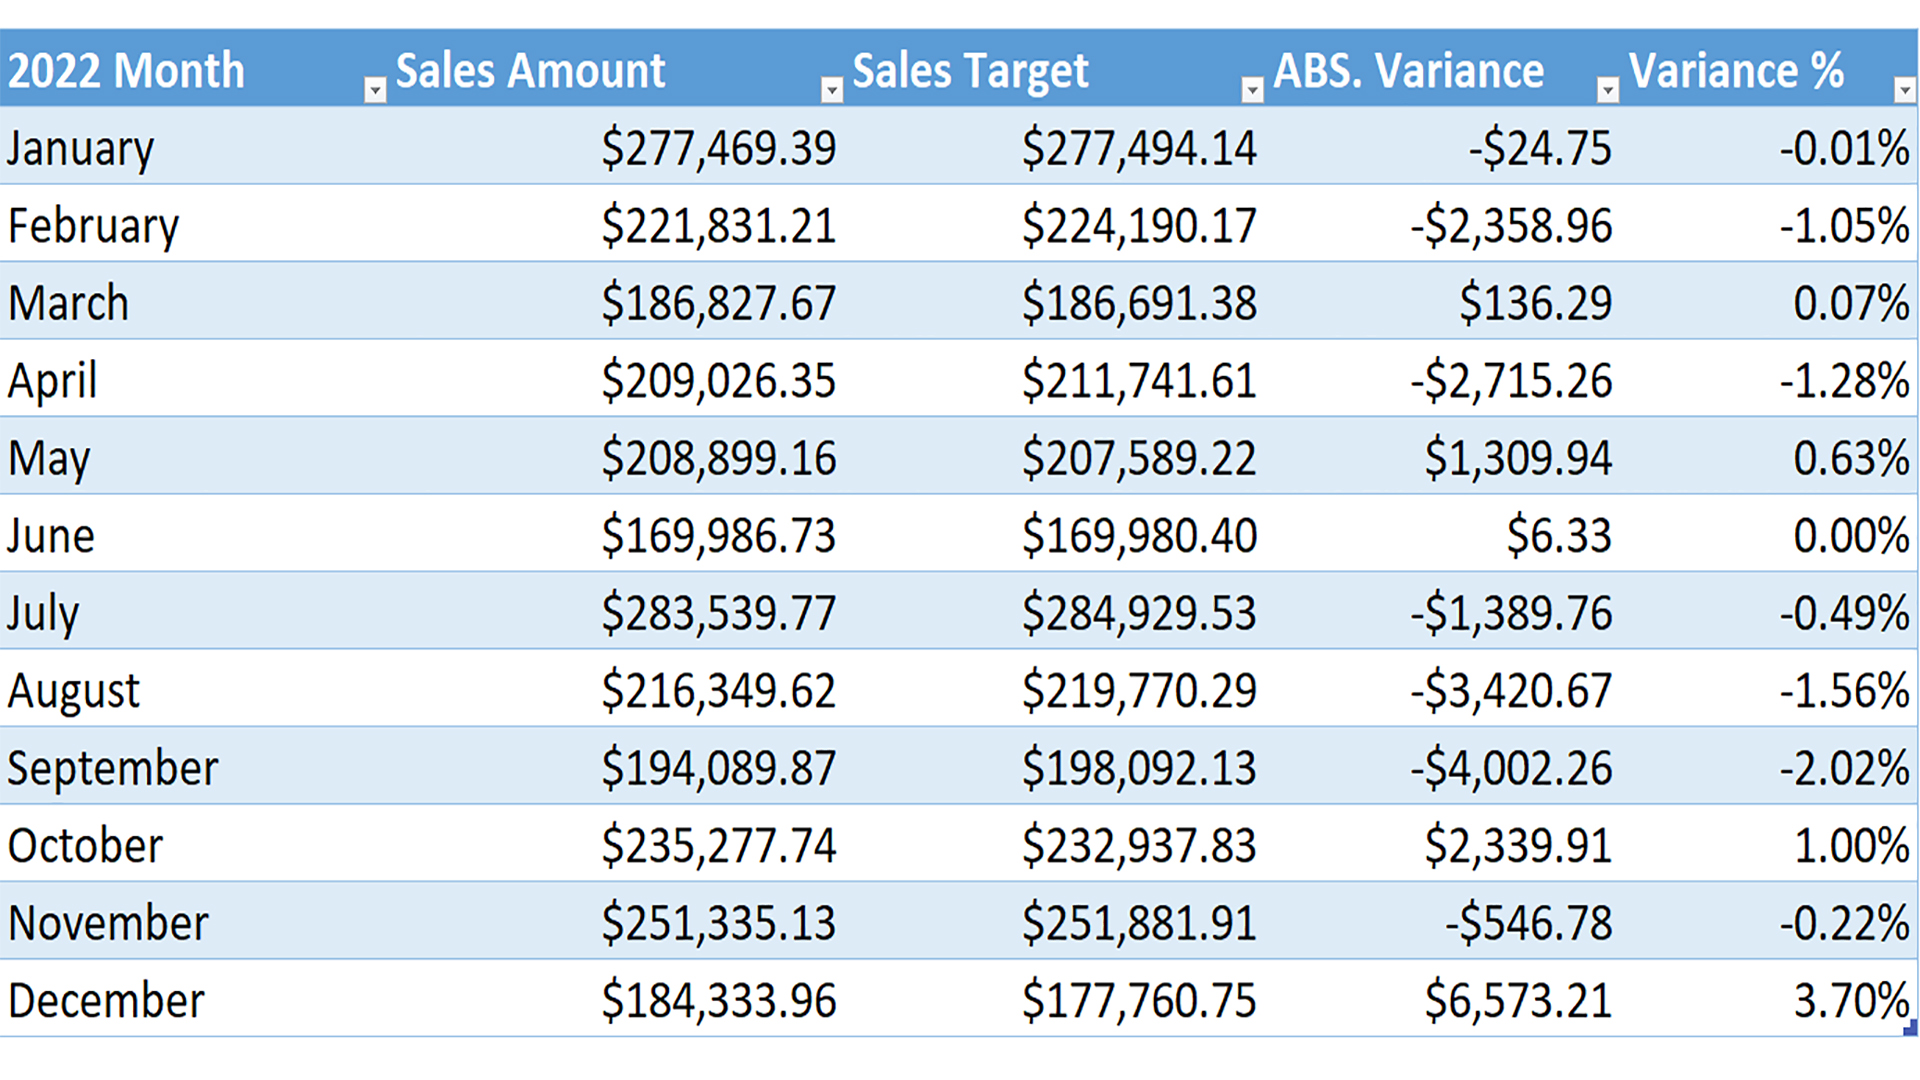 2022 Month Sales Amount Sales Target ABS. Variance Variance %
January $277,469.39 $277,494.14 -$24.75 -0.01%
February $221,831.21 $224,190.17 -$2,358.96 -1.05%
March $186,827.67 $186,691.38 $136.29 0.07%
April $209,026.35 $211,741.61 -$2,715.26 -1.28%
May $208,899.16 $207,589.22 $1,309.94 0.63%
June $169,986.73 $169,980.40 $6.33 0.00%
July $283,539.77 $284,929.53 -$1,389.76 -0.49%
August $216,349.62 $219,770.29 -$3,420.67 -1.56%
September $194,089.87 $198,092.13 -$4,002.26 -2.02%
October $235,277.74 $232,937.83 $2,339.91 1.00%
November $251,335.13 $251,881.91 -$546.78 -0.22%
December $184,333.96 $177,760.75 $6,573.21 3.70%